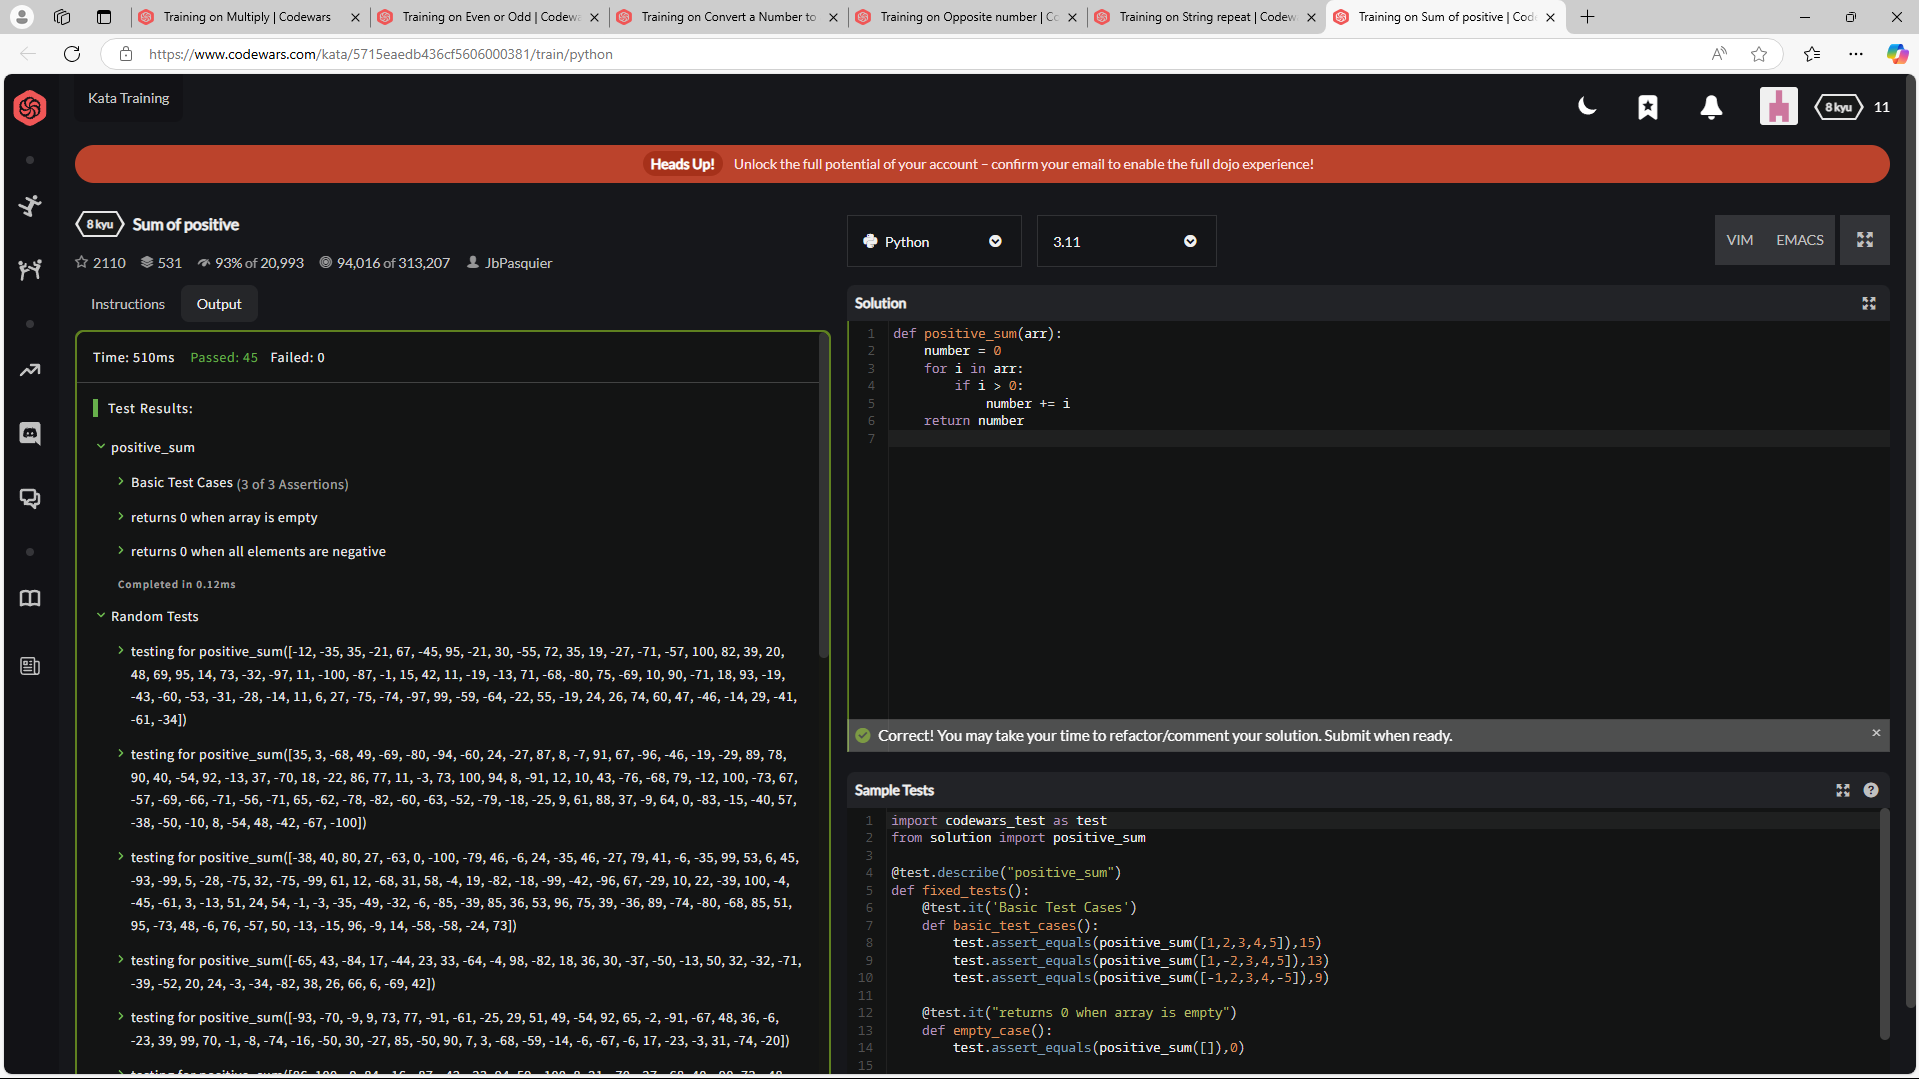 Training on Multiply | Codewars
Training on Even or Odd | Codewa
Training on Convert a Number to
Training on Opposite number | Co
Training on String repeat | Codewa
Training on Sum of positive | Code
https://www.codewars.com/kata/5715eaedb436cf5606000381/train/python
Kata Training
8 kyu
11
Heads Up! Unlock the full potential of your account – confirm your email to enable the full dojo experience!
8 kyu Sum of positive
2110 531 93% of 20,993 94,016 of 313,207 JbPasquier
Instructions
Output
Time: 510ms Passed: 45 Failed: 0
Test Results:
positive_sum
Basic Test Cases (3 of 3 Assertions)
returns 0 when array is empty
returns 0 when all elements are negative
Completed in 0.12ms
Random Tests
testing for positive_sum([-12, -35, 35, -21, 67, -45, 95, -21, 30, -55, 72, 35, 19, -27, -71, -57, 100, 82, 39, 20,
48, 69, 95, 14, 73, -32, -97, 11, -100, -87, -1, 15, 42, 11, -19, -13, 71, -68, -80, 75, -69, 10, 90, -71, 18, 93, -19,
-43, -60, -53, -31, -28, -14, 11, 6, 27, -75, -74, -97, 99, -59, -64, -22, 55, -19, 24, 26, 74, 60, 47, -46, -14, 29, -41,
-61, -34])
testing for positive_sum([35, 3, -68, 49, -69, -80, -94, -60, 24, -27, 87, 8, -7, 91, 67, -96, -46, -19, -29, 89, 78,
90, 40, -54, 92, -13, 37, -70, 18, -22, 86, 77, 11, -3, 73, 100, 94, 8, -91, 12, 10, 43, -76, -68, 79, -12, 100, -73, 67,
-57, -69, -66, -71, -56, -71, 65, -62, -78, -82, -60, -63, -52, -79, -18, -25, 9, 61, 88, 37, -9, 64, 0, -83, -15, -40, 57,
-38, -50, -10, 8, -54, 48, -42, -67, -100])
testing for positive_sum([-38, 40, 80, 27, -63, 0, -100, -79, 46, -6, 24, -35, 46, -27, 79, 41, -6, -35, 99, 53, 6, 45,
-93, -99, 5, -28, -75, 32, -75, -99, 61, 12, -68, 31, 58, -4, 19, -82, -18, -99, -42, -96, 67, -29, 10, 22, -39, 100, -4,
-45, -61, 3, -13, 51, 24, 54, -1, -3, -35, -49, -32, -6, -85, -39, 85, 36, 53, 96, 75, 39, -36, 89, -74, -80, -68, 85, 51,
95, -73, 48, -6, 76, -57, 50, -13, -15, 96, -9, 14, -58, -58, -24, 73])
testing for positive_sum([-65, 43, -84, 17, -44, 23, 33, -64, -4, 98, -82, 18, 36, 30, -37, -50, -13, 50, 32, -32, -71,
-39, -52, 20, 24, -3, -34, -82, 38, 26, 66, 6, -69, 42])
testing for positive_sum([-93, -70, -9, 9, 73, 77, -91, -61, -25, 29, 51, 49, -54, 92, 65, -2, -91, -67, 48, 36, -6,
-23, 39, 99, 70, -1, -8, -74, -16, -50, 30, -27, 85, -50, 90, 7, 3, -68, -59, -14, -6, -67, -6, 17, -23, -3, 31, -74, -20])
Python
3.11
VIM EMACS
Solution
1 def positive_sum(arr):
2 number = 0
3 for i in arr:
4 if i > 0:
5 number += i
6 return number
7
Correct! You may take your time to refactor/comment your solution. Submit when ready.
Sample Tests
1 import codewars_test as test
2 from solution import positive_sum
3
4 @test.describe("positive_sum")
5 def fixed_tests():
6 @test.it('Basic Test Cases')
7 def basic_test_cases():
8 test.assert_equals(positive_sum([1,2,3,4,5]),15)
9 test.assert_equals(positive_sum([1,-2,3,4,5]),13)
10 test.assert_equals(positive_sum([-1,2,3,4,-5]),9)
11
12 @test.it("returns 0 when array is empty")
13 def empty_case():
14 test.assert_equals(positive_sum([]),0)
15